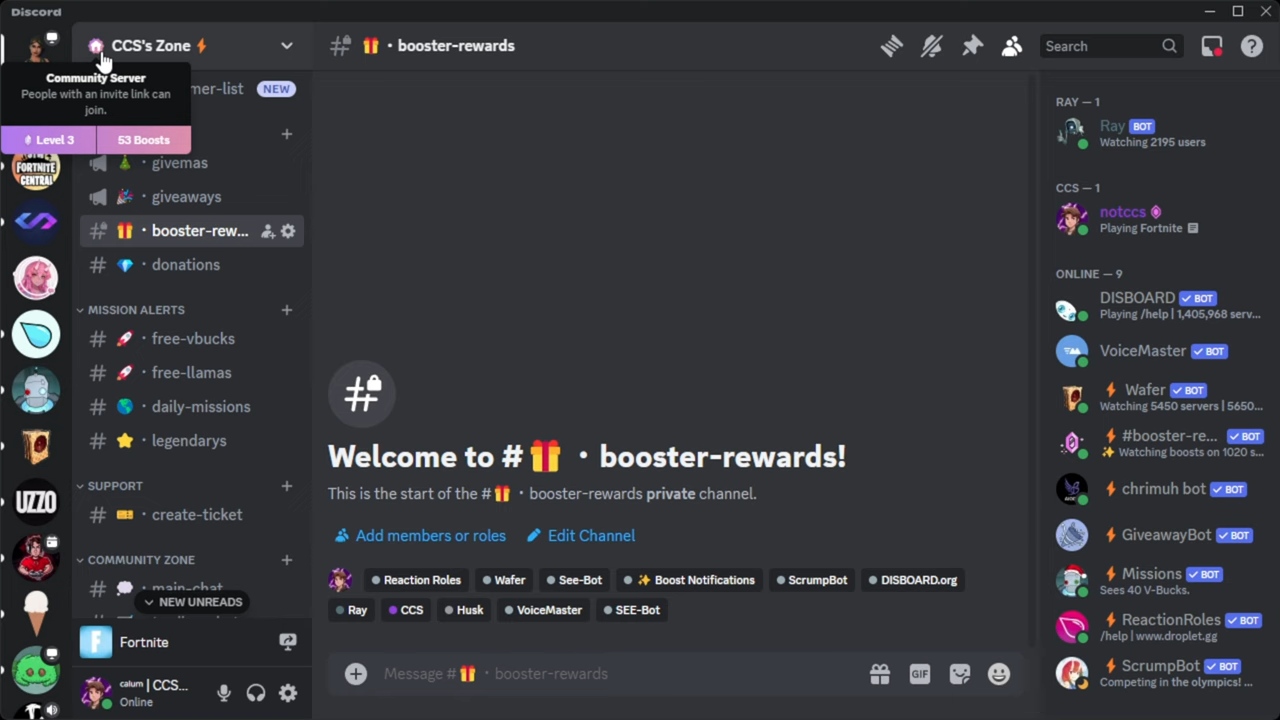 Discord
CCS's Zone
booster-rewards
Search
Community Server
People with an invite link can
join.
Level 3
53 Boosts
mer-list
NEW
givemas
giveaways
booster-rew...
donations
MISSION ALERTS
free-vbucks
free-llamas
daily-missions
legendarys
SUPPORT
create-ticket
COMMUNITY ZONE
main-chat
NEW UNREADS
Fortnite
calum | CCS...
Online
FORTNITE
CENTRAL
UZZO
Welcome to # • booster-rewards!
This is the start of the # • booster-rewards private channel.
Add members or roles
Edit Channel
Reaction Roles
Wafer
See-Bot
Boost Notifications
ScrumpBot
DISBOARD.org
Ray
CCS
Husk
VoiceMaster
SEE-Bot
Message # • booster-rewards
GIF
RAY — 1
Ray BOT
Watching 2195 users
CCS — 1
notccs
Playing Fortnite
ONLINE — 9
DISBOARD BOT
Playing /help | 1,405,968 serv...
VoiceMaster BOT
Wafer BOT
Watching 5450 servers | 5650...
#booster-re... BOT
Watching boosts on 1020 s...
chrimuh bot BOT
GiveawayBot BOT
Missions BOT
Sees 40 V-Bucks.
ReactionRoles BOT
/help | www.droplet.gg
ScrumpBot BOT
Competing in the olympics! ...